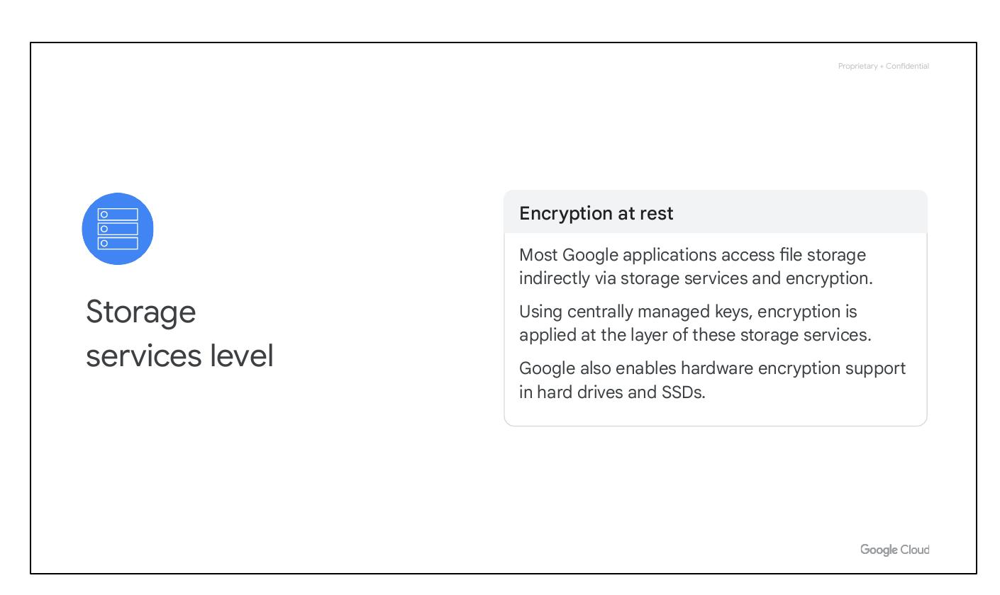 Proprietary + Confidential
Storage
services level
Encryption at rest
Most Google applications access file storage
indirectly via storage services and encryption.
Using centrally managed keys, encryption is
applied at the layer of these storage services.
Google also enables hardware encryption support
in hard drives and SSDs.
Google Cloud